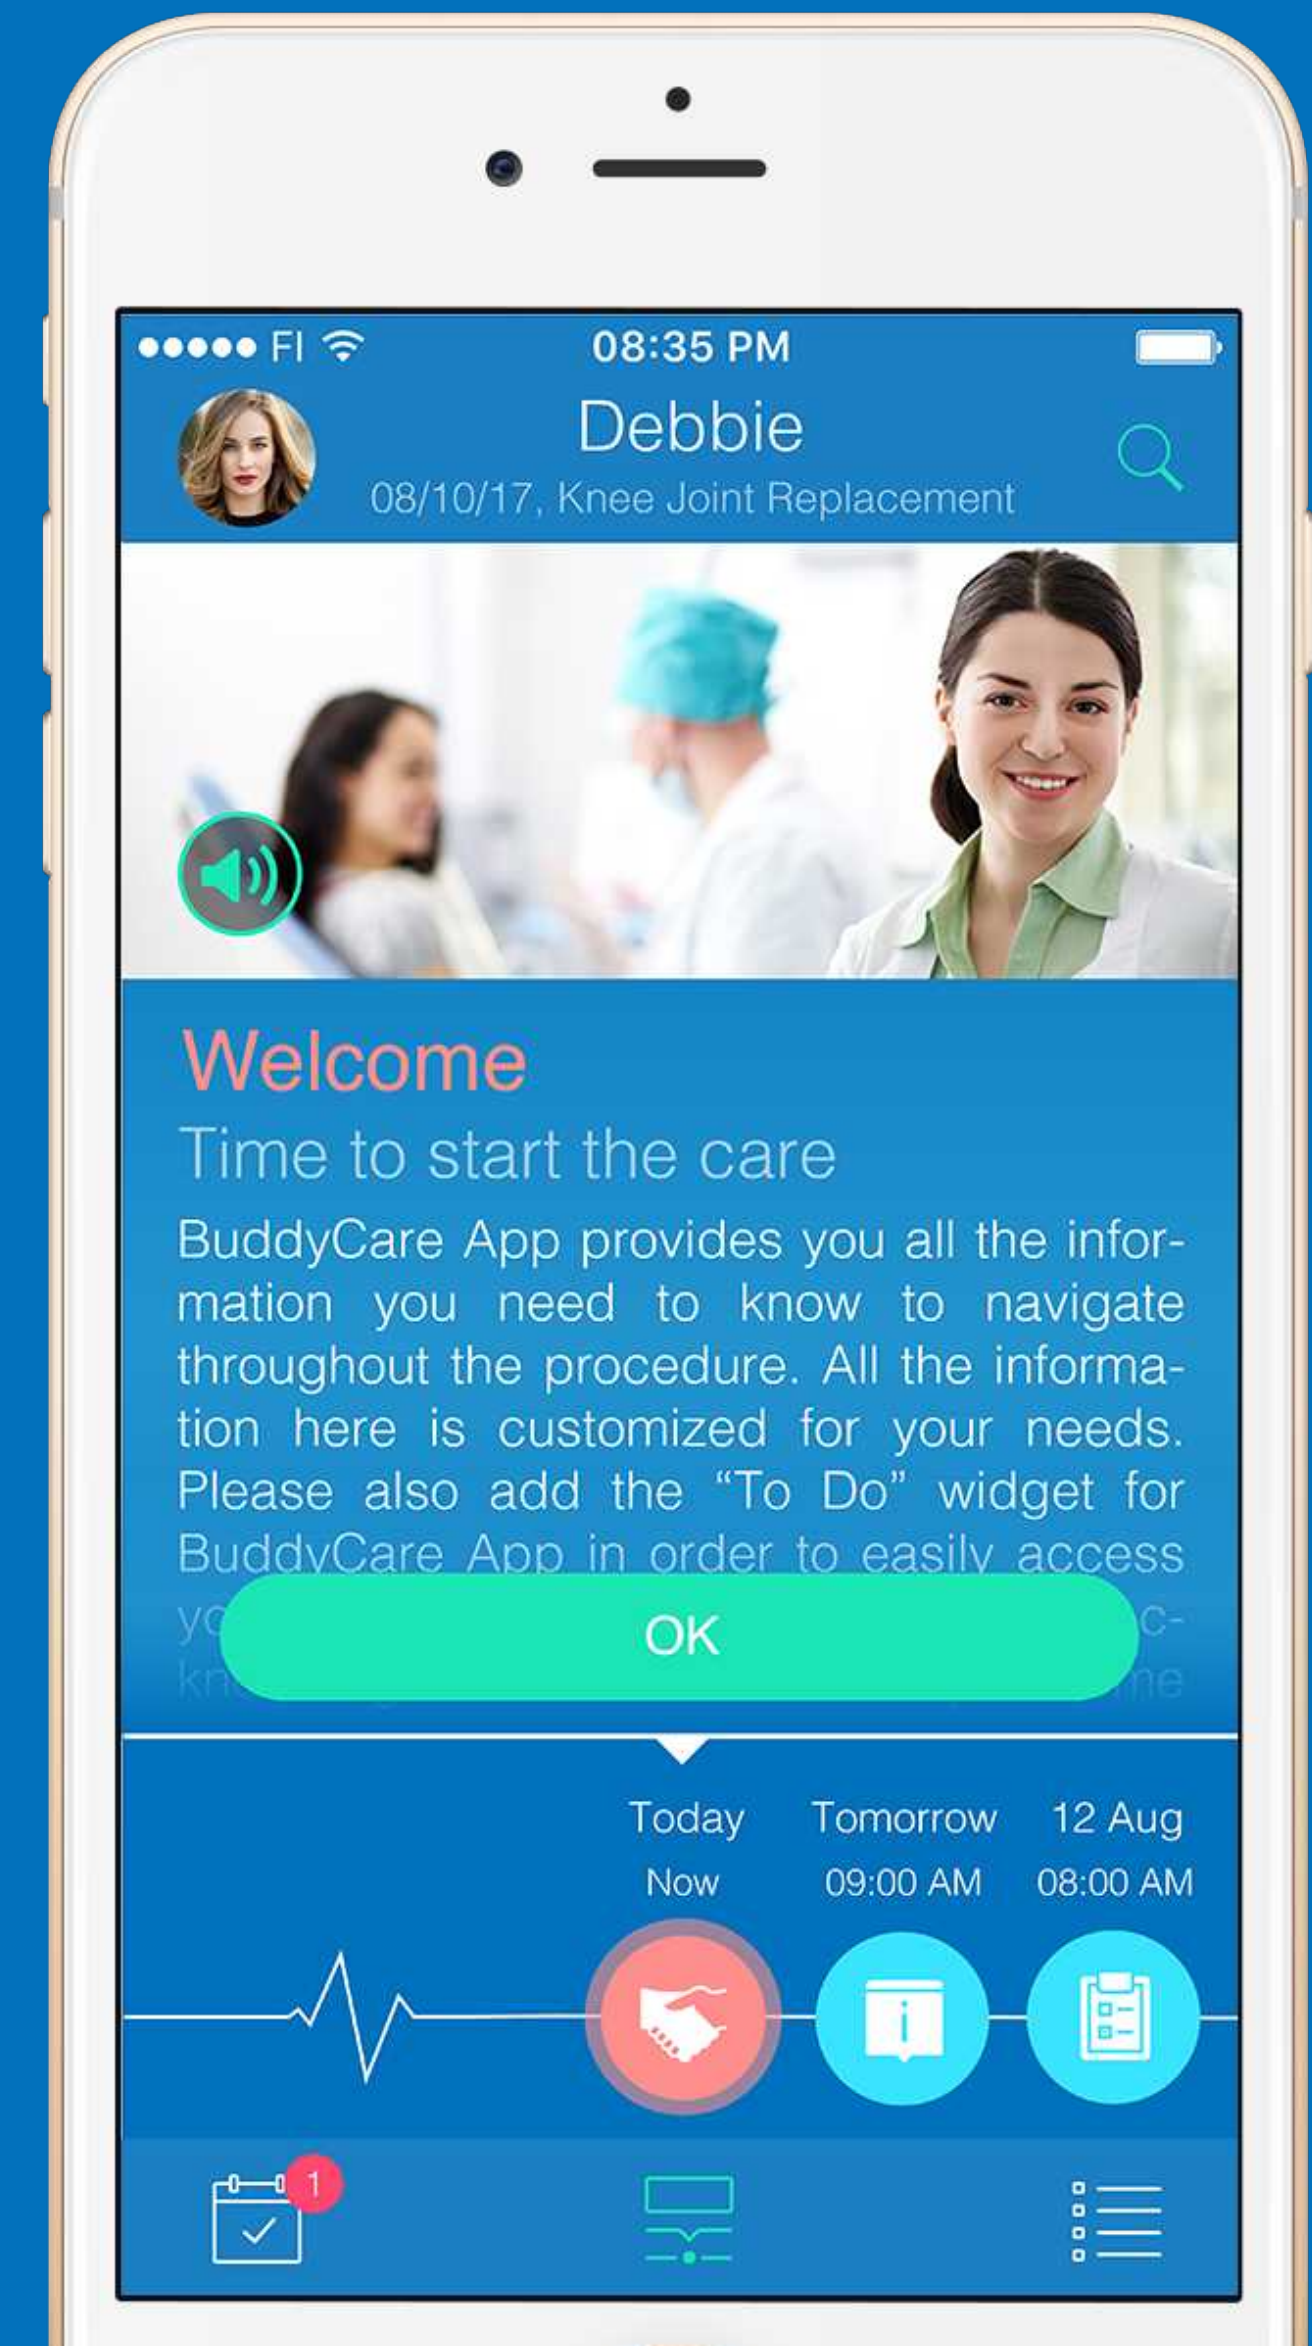 FI 08:35 PM
Debbie
08/10/17, Knee Joint Replacement
Welcome
Time to start the care
BuddyCare App provides you all the infor-
mation you need to know to navigate
throughout the procedure. All the informa-
tion here is customized for your needs.
Please also add the “To Do” widget for
BuddyCare App in order to easily access
OK
Today Tomorrow 12 Aug
Now 09:00 AM 08:00 AM
1